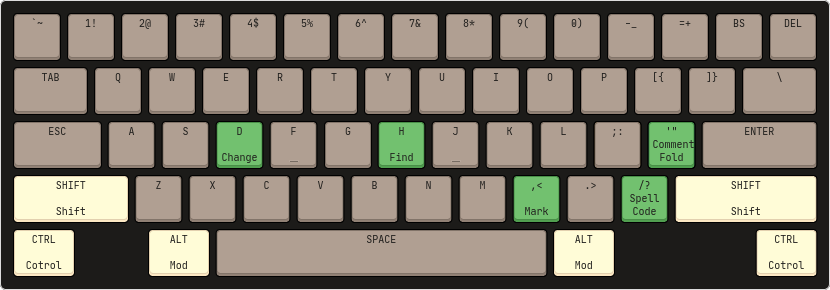 `~ 1! 2@ 3# 4$ 5% 6^ 7& 8* 9( 0) -_ =+ BS DEL
TAB Q W E R T Y U I O P [{ ]} \
ESC A S D F G H J K L ;: '" ENTER
Change _ Find _ Comment
Fold
SHIFT Z X C V B N M ,< .> /? SHIFT
Shift Mark Spell Shift
Code
CTRL ALT SPACE ALT CTRL
Cotrol Mod Mod Cotrol